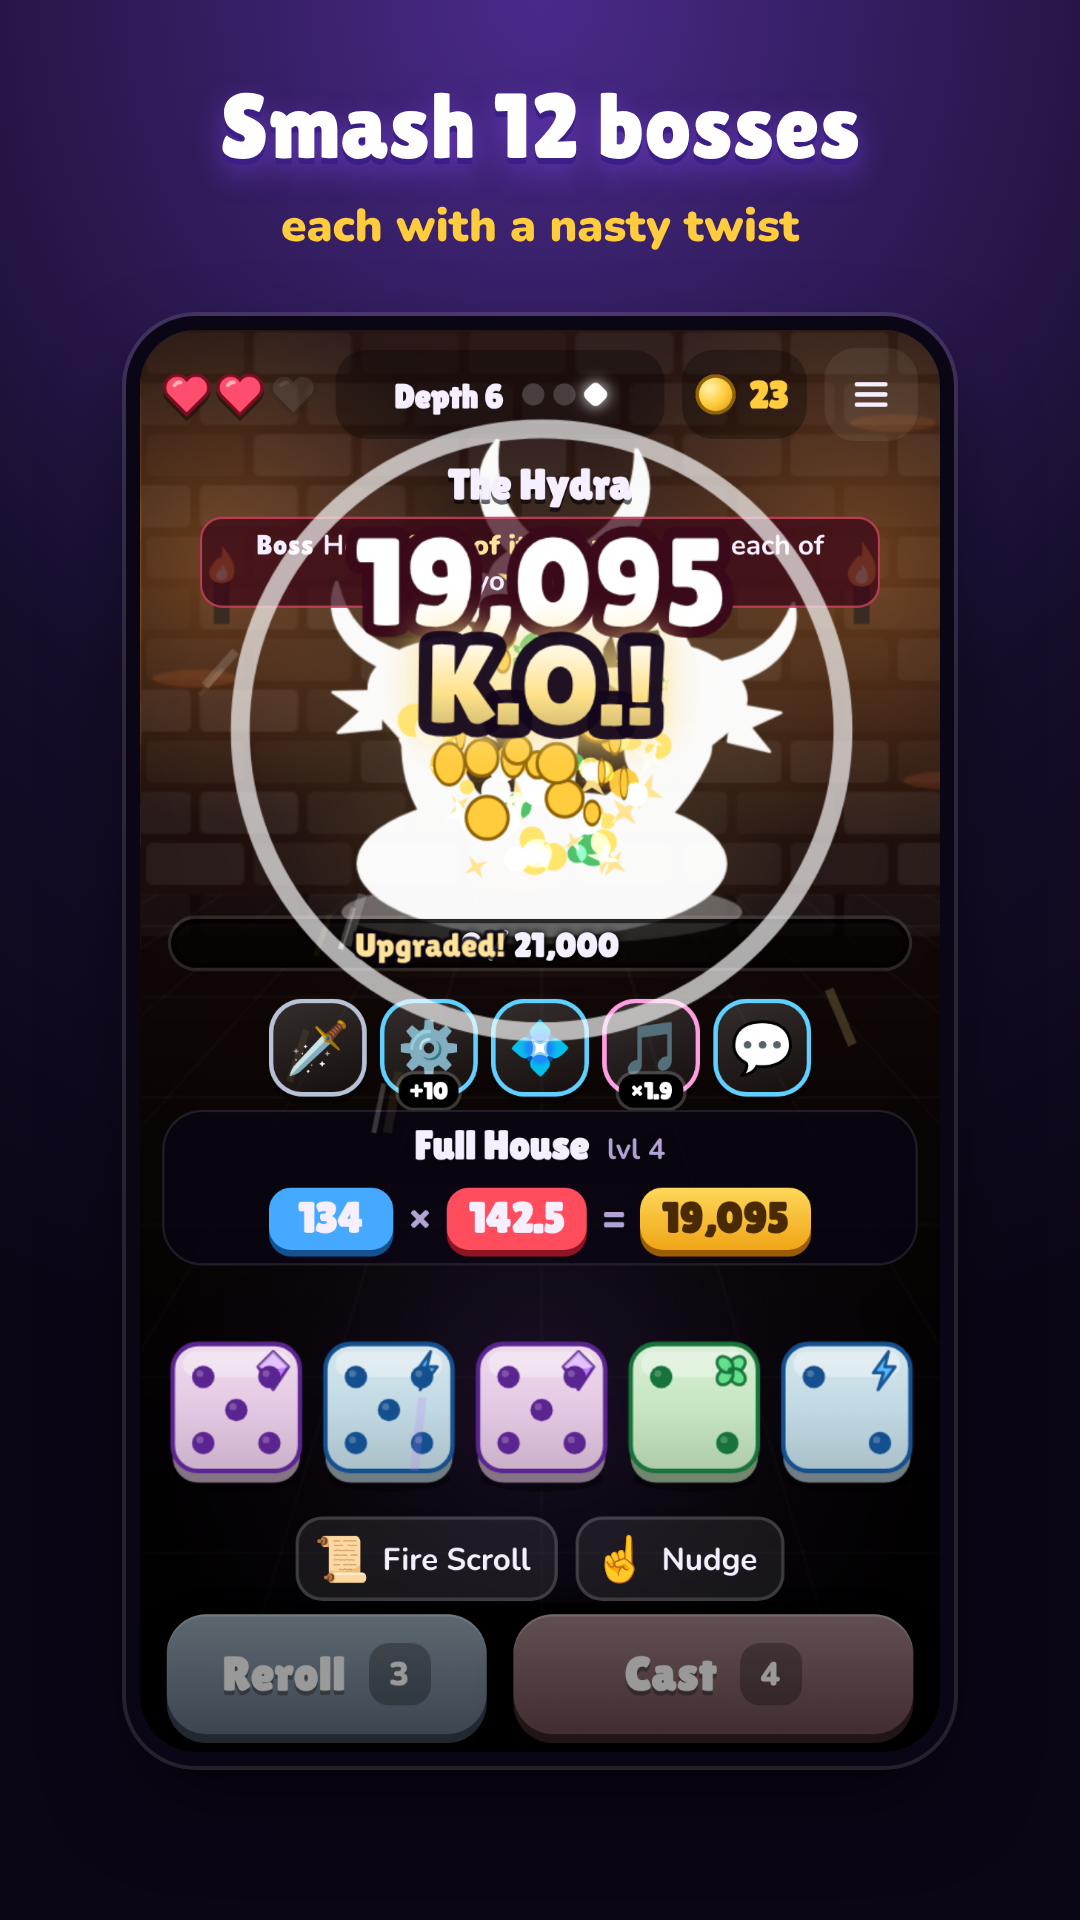 Smash 12 bosses
each with a nasty twist
Depth 6
23
The Hydra
Boss each of
19,095
K.O.!
Upgraded! 21,000
+10
×1.9
Full House lvl 4
134 × 142.5 = 19,095
Fire Scroll
Nudge
Reroll 3
Cast 4